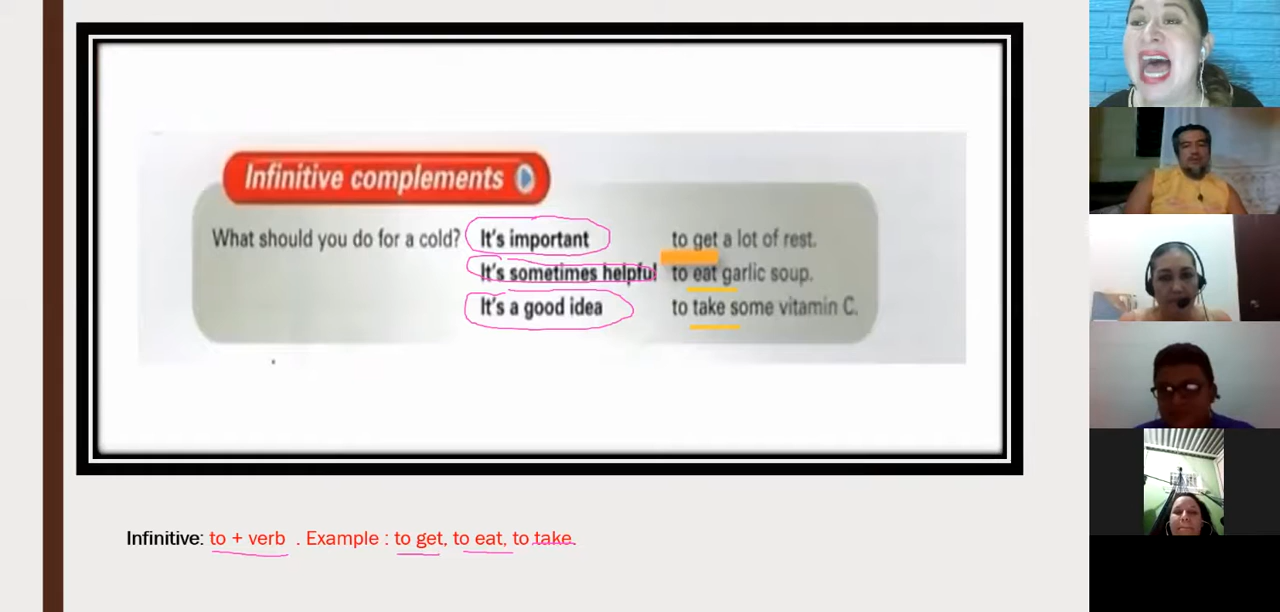 Infinitive complements
What should you do for a cold? It's important to get a lot of rest.
It's sometimes helpful to eat garlic soup.
It's a good idea to take some vitamin C.
Infinitive: to + verb . Example : to get, to eat, to take.